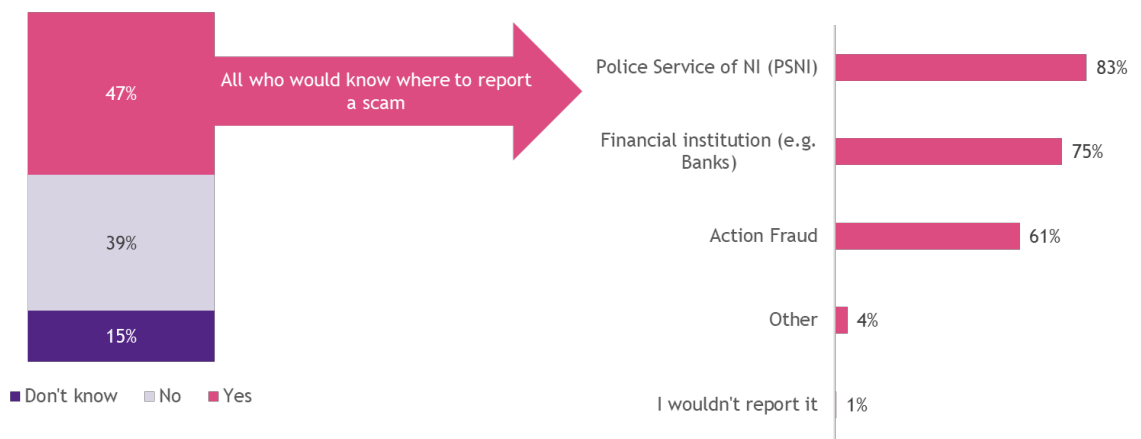 47%
39%
15%
Don't know
No
Yes
All who would know where to report
a scam
Police Service of NI (PSNI)
83%
Financial institution (e.g.
Banks)
75%
Action Fraud
61%
Other
4%
I wouldn't report it
1%